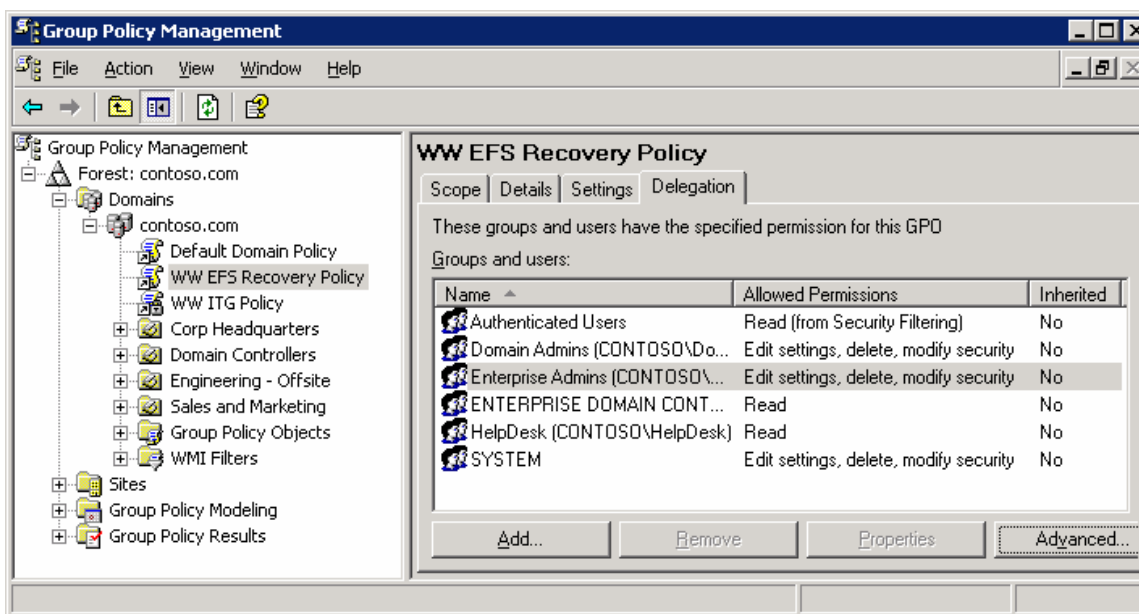 Group Policy Management
File Action View Window Help
Group Policy Management
Forest: contoso.com
Domains
contoso.com
Default Domain Policy
WW EFS Recovery Policy
WW ITG Policy
Corp Headquarters
Domain Controllers
Engineering - Offsite
Sales and Marketing
Group Policy Objects
WMI Filters
Sites
Group Policy Modeling
Group Policy Results
WW EFS Recovery Policy
Scope Details Settings Delegation
These groups and users have the specified permission for this GPO
Groups and users:
Name Allowed Permissions Inherited
Authenticated Users Read (from Security Filtering) No
Domain Admins (CONTOSO\Do... Edit settings, delete, modify security No
Enterprise Admins (CONTOSO\... Edit settings, delete, modify security No
ENTERPRISE DOMAIN CONT... Read No
HelpDesk (CONTOSO\HelpDesk) Read No
SYSTEM Edit settings, delete, modify security No
Add... Remove Properties Advanced...